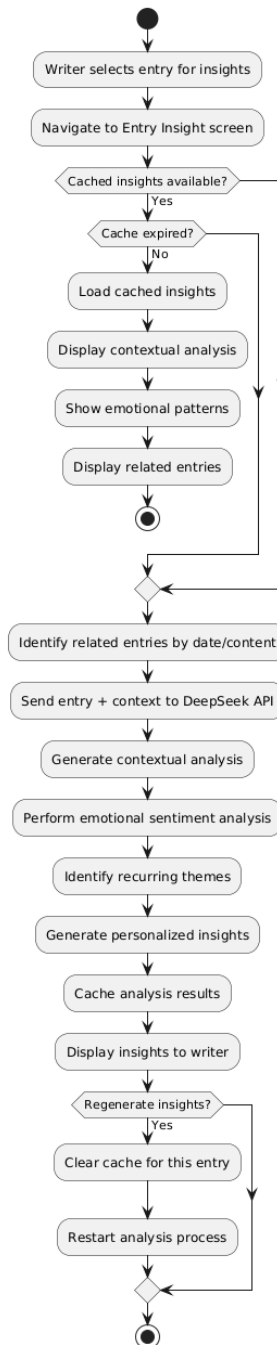 Writer selects entry for insights
Navigate to Entry Insight screen
Cached insights available?
Yes
Cache expired?
No
Load cached insights
Display contextual analysis
Show emotional patterns
Display related entries
Identify related entries by date/content
Send entry + context to DeepSeek API
Generate contextual analysis
Perform emotional sentiment analysis
Identify recurring themes
Generate personalized insights
Cache analysis results
Display insights to writer
Regenerate insights?
Yes
Clear cache for this entry
Restart analysis process